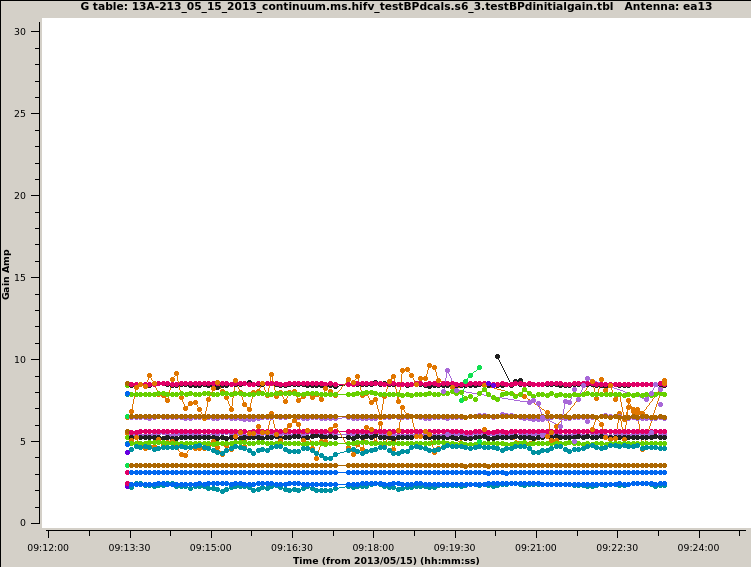 G table: 13A-213_05_15_2013_continuum.ms.hifv_testBPdcals.s6_3.testBPdinitialgain.tbl Antenna: ea13
30
25
20
15
10
5
0
Gain Amp
09:12:00 09:13:30 09:15:00 09:16:30 09:18:00 09:19:30 09:21:00 09:22:30 09:24:00
Time (from 2013/05/15) (hh:mm:ss)